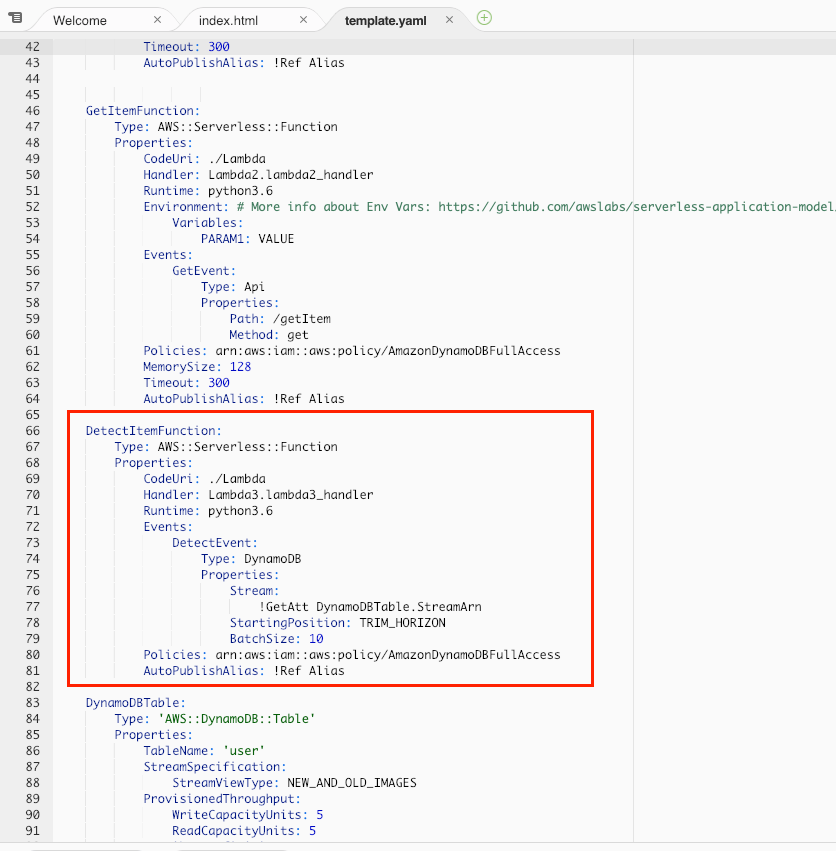 Welcome × index.html × template.yaml ×
42 Timeout: 300
43 AutoPublishAlias: !Ref Alias
44
45
46 GetItemFunction:
47 Type: AWS::Serverless::Function
48 Properties:
49 CodeUri: ./Lambda
50 Handler: Lambda2.lambda2_handler
51 Runtime: python3.6
52 Environment: # More info about Env Vars: https://github.com/awslabs/serverless-application-model/
53 Variables:
54 PARAM1: VALUE
55 Events:
56 GetEvent:
57 Type: Api
58 Properties:
59 Path: /getItem
60 Method: get
61 Policies: arn:aws:iam::aws:policy/AmazonDynamoDBFullAccess
62 MemorySize: 128
63 Timeout: 300
64 AutoPublishAlias: !Ref Alias
65
66 DetectItemFunction:
67 Type: AWS::Serverless::Function
68 Properties:
69 CodeUri: ./Lambda
70 Handler: Lambda3.lambda3_handler
71 Runtime: python3.6
72 Events:
73 DetectEvent:
74 Type: DynamoDB
75 Properties:
76 Stream:
77 !GetAtt DynamoDBTable.StreamArn
78 StartingPosition: TRIM_HORIZON
79 BatchSize: 10
80 Policies: arn:aws:iam::aws:policy/AmazonDynamoDBFullAccess
81 AutoPublishAlias: !Ref Alias
82
83 DynamoDBTable:
84 Type: 'AWS::DynamoDB::Table'
85 Properties:
86 TableName: 'user'
87 StreamSpecification:
88 StreamViewType: NEW_AND_OLD_IMAGES
89 ProvisionedThroughput:
90 WriteCapacityUnits: 5
91 ReadCapacityUnits: 5